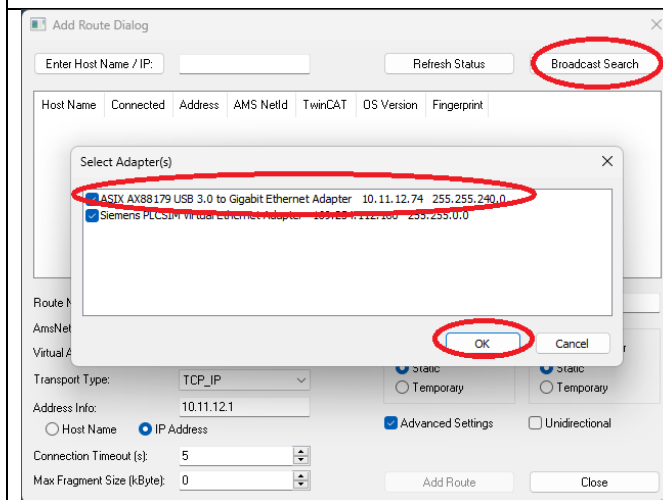 Add Route Dialog
Enter Host Name / IP: Refresh Status Broadcast Search
Host Name Connected Address AMS NetId TwinCAT OS Version Fingerprint
Select Adapter(s)
ASIX AX88179 USB 3.0 to Gigabit Ethernet Adapter 10.11.12.74 255.255.240.0
Siemens PLCSIM Virtual Ethernet Adapter 255.255.0.0
OK Cancel
Route
AmsNet
Virtual
Static Static
Transport Type: TCP_IP Temporary Temporary
Address Info: 10.11.12.1
Host Name IP Address Advanced Settings Unidirectional
Connection Timeout (s): 5
Max Fragment Size (kByte): 0 Add Route Close